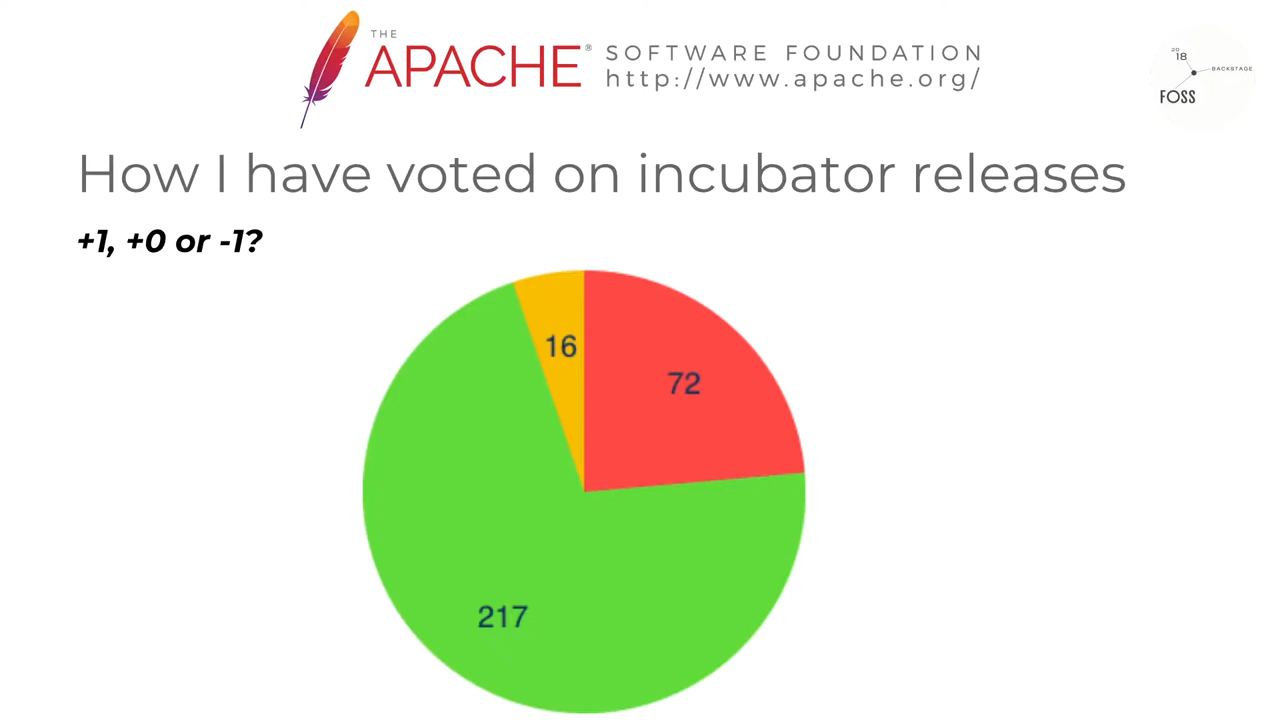 THE
APACHE®
SOFTWARE FOUNDATION
http://www.apache.org/
20
18
BACKSTAGE
FOSS
How I have voted on incubator releases
+1, +0 or -1?
16
72
217